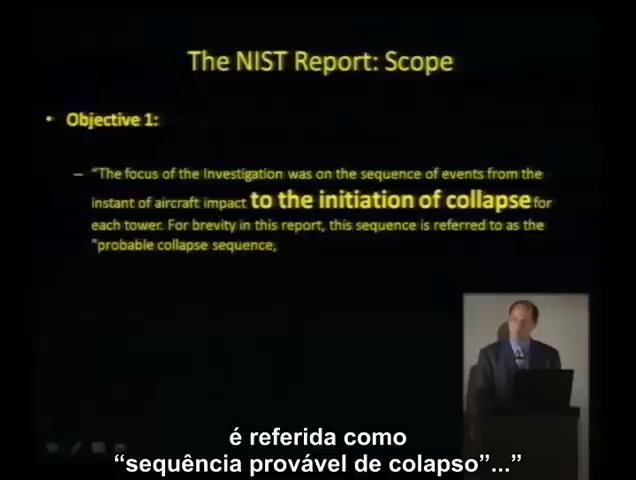 The NIST Report: Scope
• Objective 1:
– "The focus of the Investigation was on the sequence of events from the
instant of aircraft impact to the initiation of collapse for
each tower. For brevity in this report, this sequence is referred to as the
"probable collapse sequence,
é referida como
“sequência provável de colapso”...”